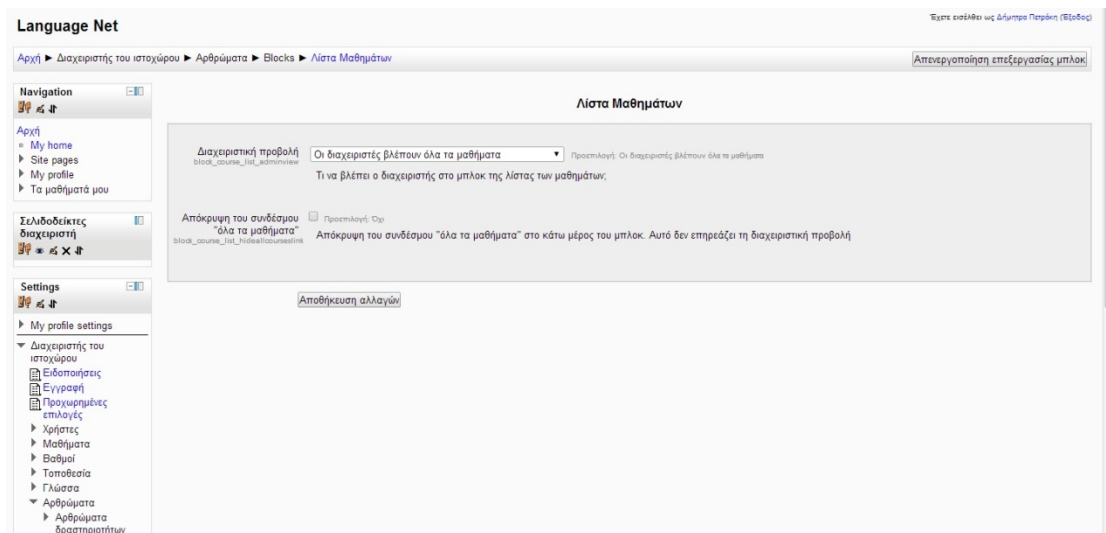 Language Net
Έχετε εισέλθει ως Δήμητρα Πετράκη (Έξοδος)
Αρχή ► Διαχειριστής του ιστοχώρου ► Αρθρώματα ► Blocks ► Λίστα Μαθημάτων
Απενεργοποίηση επεξεργασίας μπλοκ
Navigation
Αρχή
My home
Site pages
My profile
Τα μαθήματά μου
Σελιδοδείκτες
διαχειριστή
Settings
My profile settings
Διαχειριστής του
ιστοχώρου
Ειδοποιήσεις
Εγγραφή
Προχωρημένες
επιλογές
Χρήστες
Μαθήματα
Βαθμοί
Τοποθεσία
Γλώσσα
Αρθρώματα
Αρθρώματα
δραστηριοτήτων
Λίστα Μαθημάτων
Διαχειριστική προβολή
block_course_list_adminview
Οι διαχειριστές βλέπουν όλα τα μαθήματα
Προεπιλογή: Οι διαχειριστές βλέπουν όλα τα μαθήματα
Τι να βλέπει ο διαχειριστής στο μπλοκ της λίστας των μαθημάτων;
Απόκρυψη του συνδέσμου
"όλα τα μαθήματα"
block_course_list_hideallcourseslink
Προεπιλογή: Όχι
Απόκρυψη του συνδέσμου "όλα τα μαθήματα" στο κάτω μέρος του μπλοκ. Αυτό δεν επηρεάζει τη διαχειριστική προβολή
Αποθήκευση αλλαγών